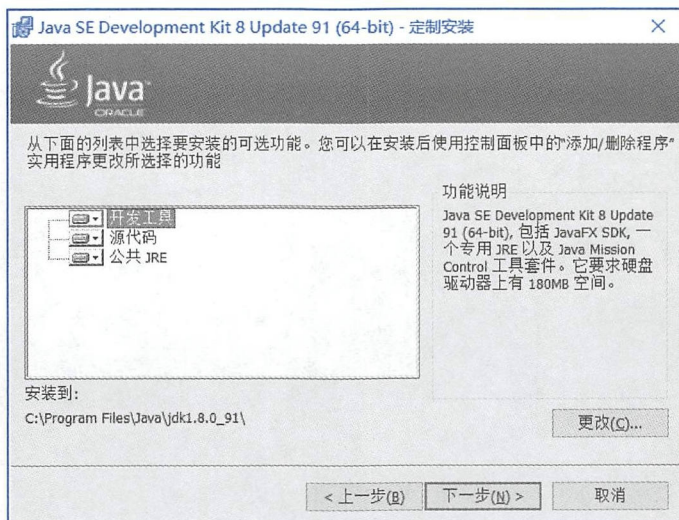 Java SE Development Kit 8 Update 91 (64-bit) - 定制安装
Java
ORACLE
从下面的列表中选择要安装的可选功能。您可以在安装后使用控制面板中的“添加/删除程序”
实用程序更改所选择的功能
开发工具
源代码
公共 JRE
功能说明
Java SE Development Kit 8 Update
91 (64-bit), 包括 JavaFX SDK, 一
个专用 JRE 以及 Java Mission
Control 工具套件。它要求硬盘
驱动器上有 180MB 空间。
安装到:
C:\Program Files\Java\jdk1.8.0_91\
更改(C)...
< 上一步(B)
下一步(N) >
取消